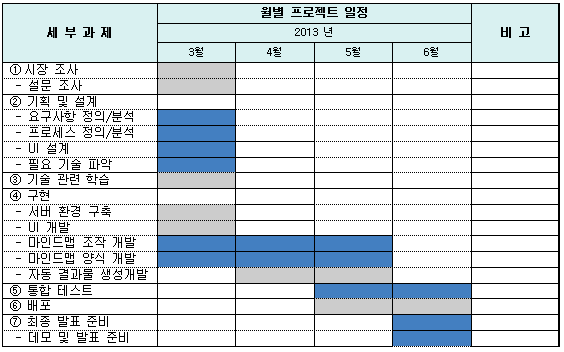 세 부 과 제
월별 프로젝트 일정
비 고
2013 년
3월 4월 5월 6월
① 시장 조사
- 설문 조사
② 기획 및 설계
- 요구사항 정의/분석
- 프로세스 정의/분석
- UI 설계
- 필요 기술 파악
③ 기술 관련 학습
④ 구현
- 서버 환경 구축
- UI 개발
- 마인드맵 조작 개발
- 마인드맵 양식 개발
- 자동 결과물 생성개발
⑤ 통합 테스트
⑥ 배포
⑦ 최종 발표 준비
- 데모 및 발표 준비